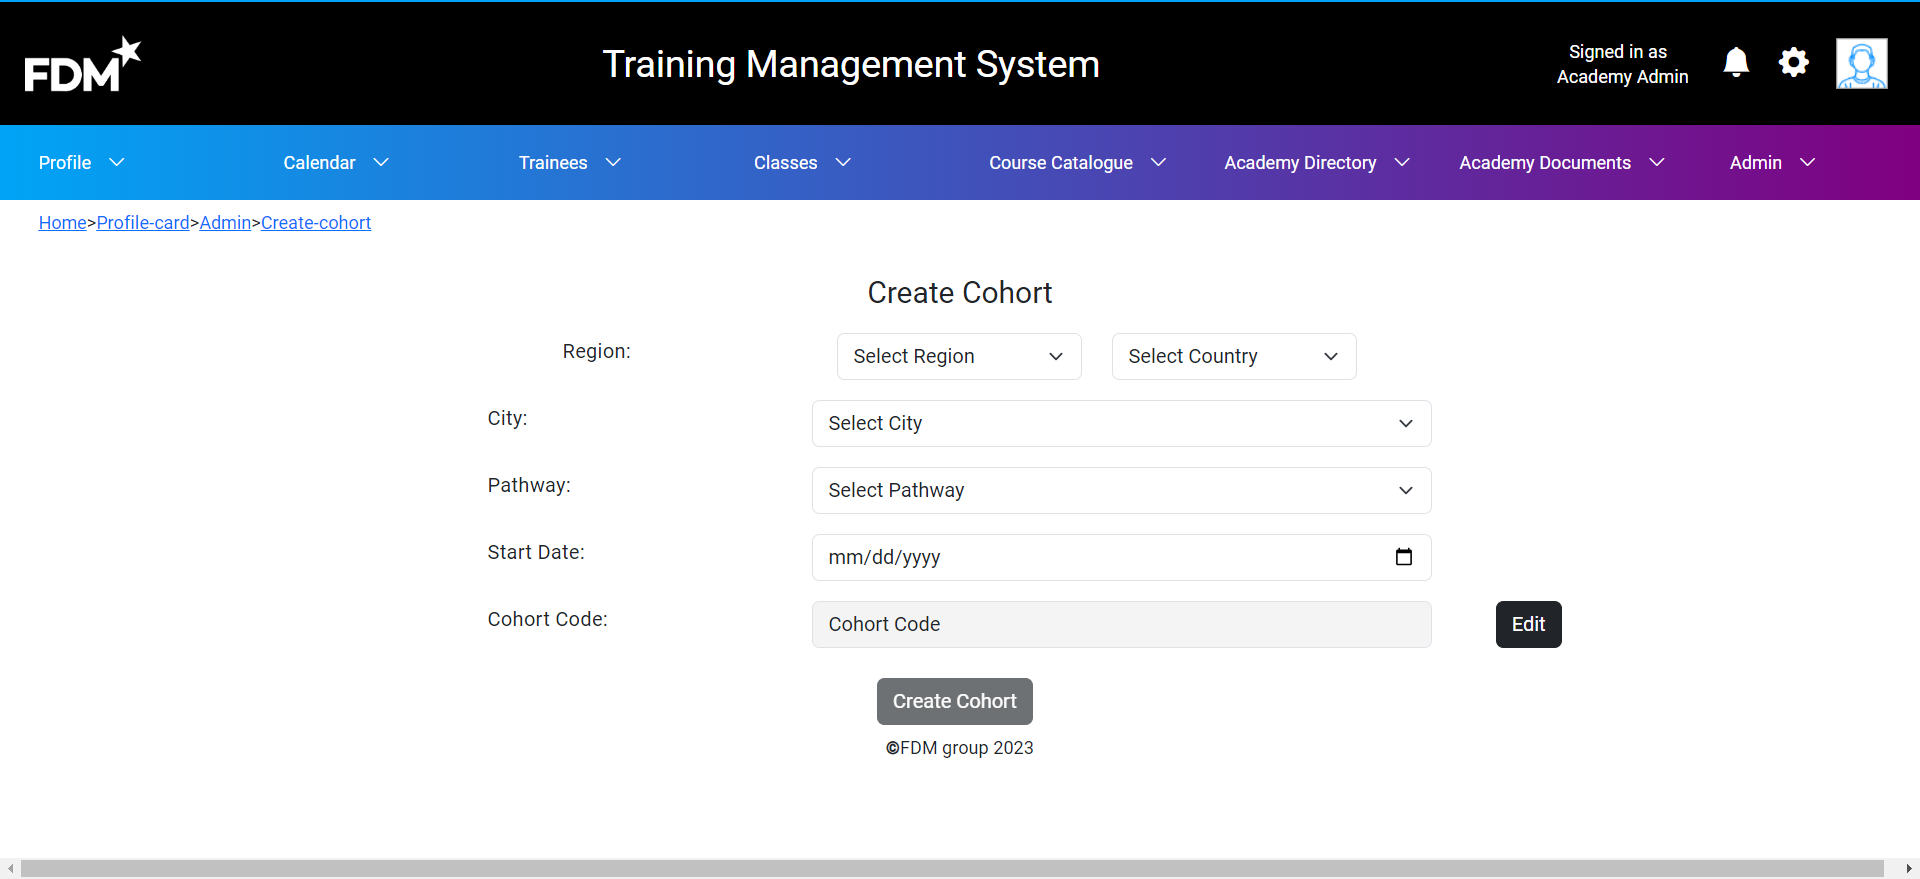 FDM
Training Management System
Signed in as
Academy Admin
Profile
Calendar
Trainees
Classes
Course Catalogue
Academy Directory
Academy Documents
Admin
Home>Profile-card>Admin>Create-cohort
Create Cohort
Region:
Select Region
Select Country
City:
Select City
Pathway:
Select Pathway
Start Date:
mm/dd/yyyy
Cohort Code:
Cohort Code
Edit
Create Cohort
©FDM group 2023